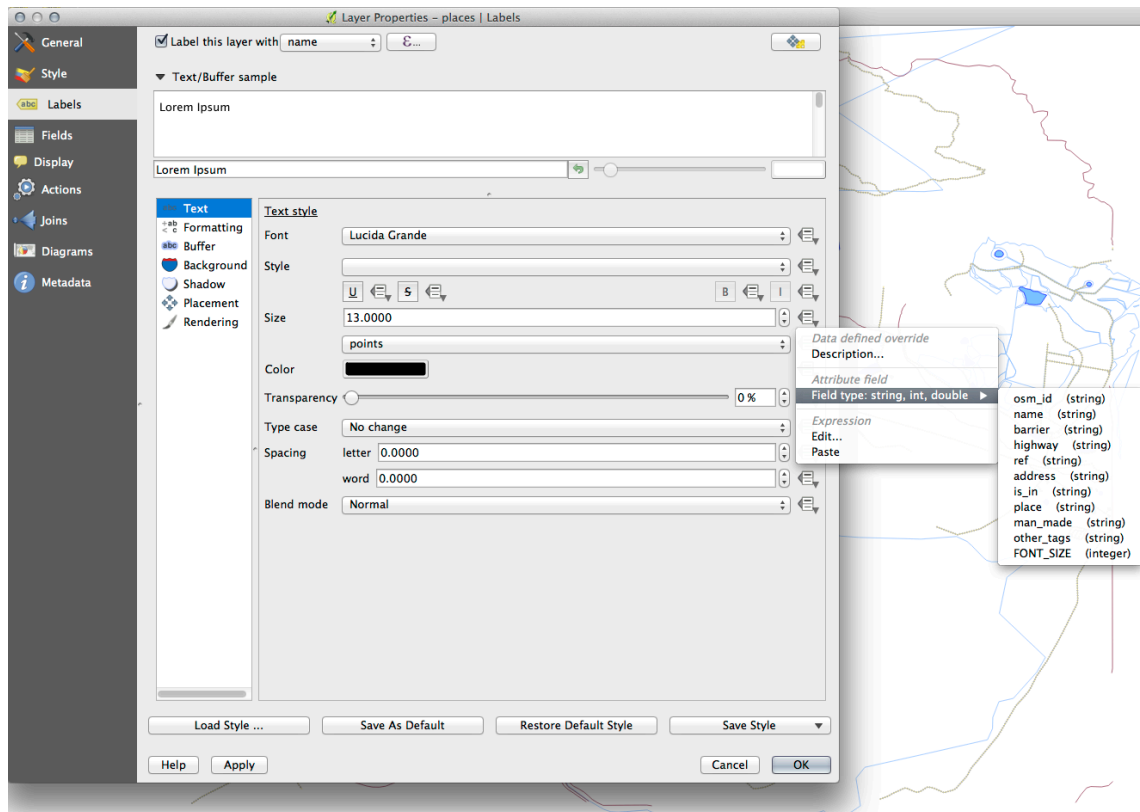 Layer Properties – places | Labels
General
Style
abc Labels
Fields
Display
Actions
Joins
Diagrams
Metadata
Label this layer with name ε...
Text/Buffer sample
Lorem Ipsum
Lorem Ipsum
Text
+ab < c Formatting
abc Buffer
Background
Shadow
Placement
Rendering
Text style
Font Lucida Grande
Style
U S B I
Size 13.0000
points
Color
Transparency 0 %
Type case No change
Spacing letter 0.0000
word 0.0000
Blend mode Normal
Data defined override
Description...
Attribute field
Field type: string, int, double
Expression
Edit...
Paste
osm_id (string)
name (string)
barrier (string)
highway (string)
ref (string)
address (string)
is_in (string)
place (string)
man_made (string)
other_tags (string)
FONT_SIZE (integer)
Load Style ... Save As Default Restore Default Style Save Style
Help Apply Cancel OK